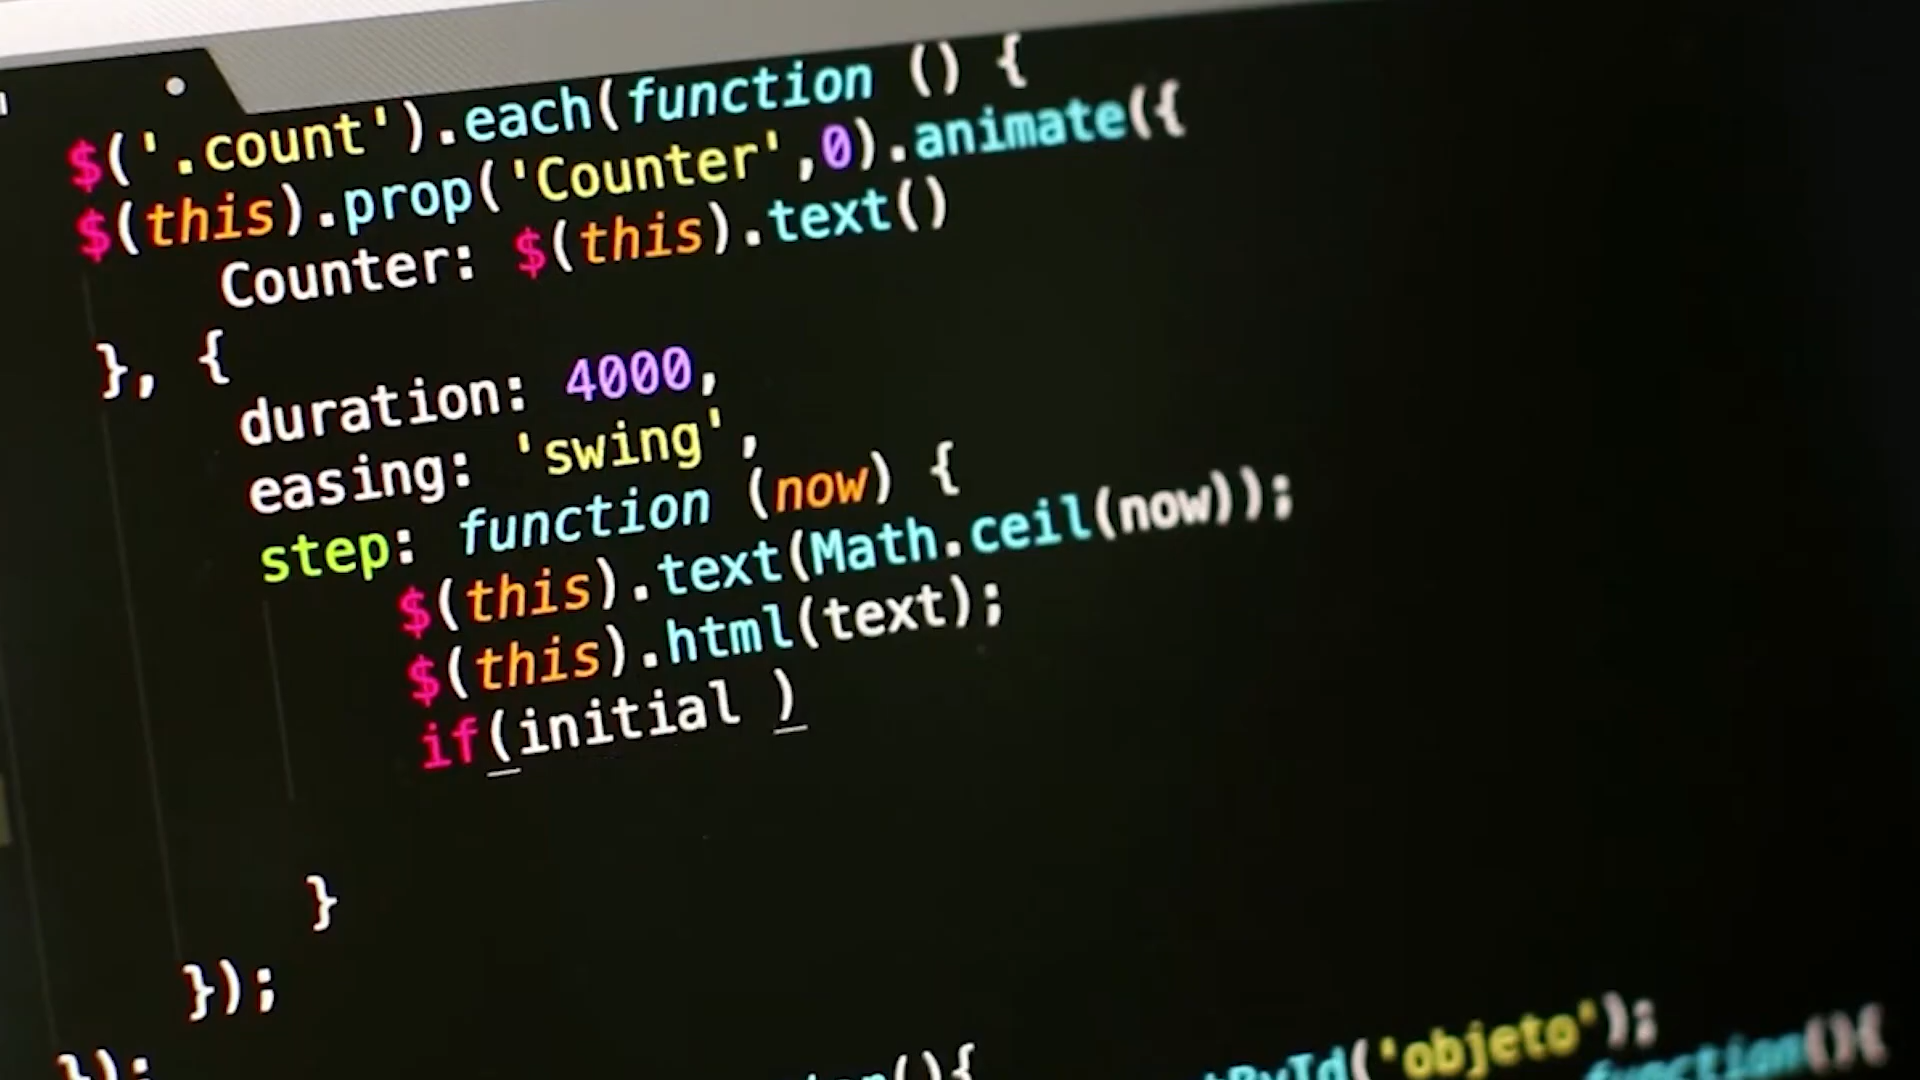 $('.count').each(function () {
$(this).prop('Counter',0).animate({
Counter: $(this).text()
}, {
duration: 4000,
easing: 'swing',
step: function (now) {
$(this).text(Math.ceil(now));
$(this).html(text);
if(initial )
}
});
});
(){
('objeto');
function(){